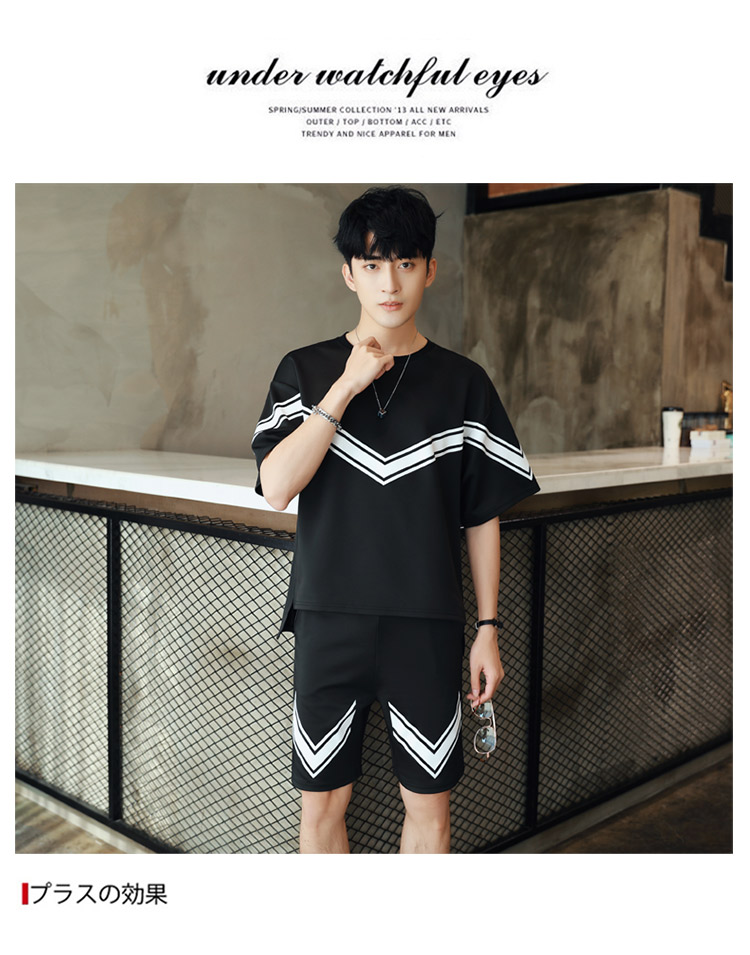 under watchful eyes
SPRING/SUMMER COLLECTION '13 ALL NEW ARRIVALS
OUTER / TOP / BOTTOM / ACC / ETC
TRENDY AND NICE APPAREL FOR MEN
プラスの効果